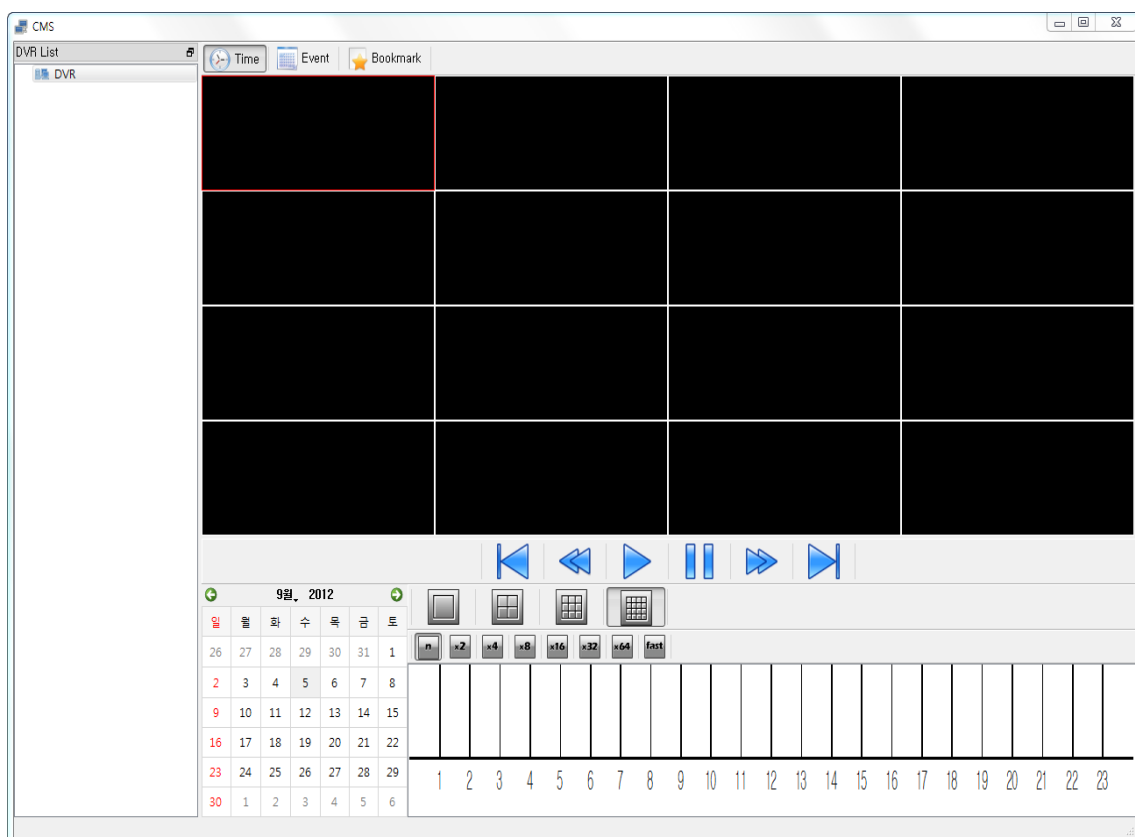 CMS
DVR List
DVR
Time Event Bookmark
9월, 2012
일 월 화 수 목 금 토
26 27 28 29 30 31 1
2 3 4 5 6 7 8
9 10 11 12 13 14 15
16 17 18 19 20 21 22
23 24 25 26 27 28 29
30 1 2 3 4 5 6
n x2 x4 x8 x16 x32 x64 fast
1 2 3 4 5 6 7 8 9 10 11 12 13 14 15 16 17 18 19 20 21 22 23